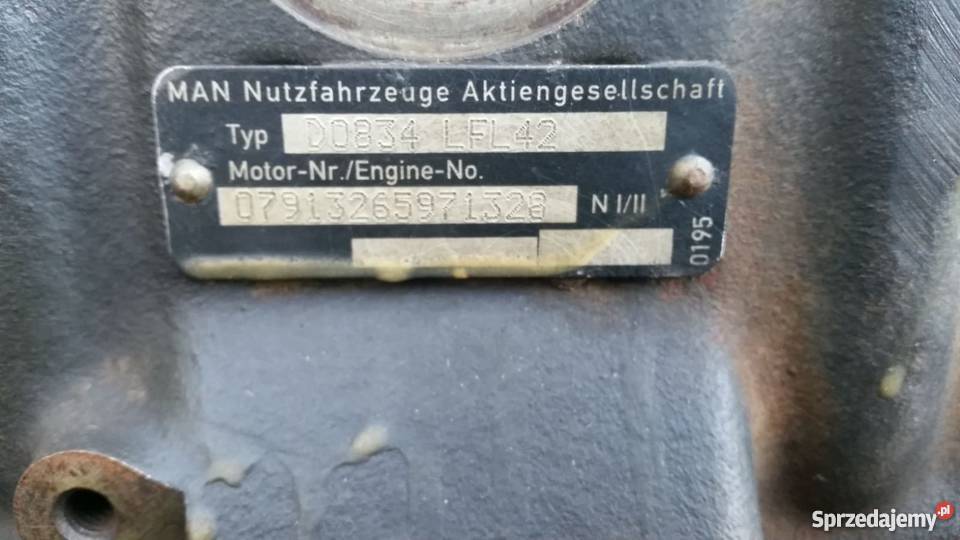 MAN Nutzfahrzeuge Aktiengesellschaft
Typ D0834 LFL42
Motor-Nr./Engine-No.
07913265971328 N I/II
0195
Sprzedajemy.pl